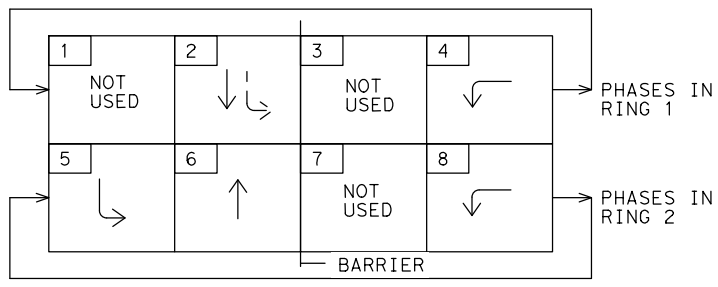 1
2
3
4
NOT
USED
NOT
USED
PHASES IN
RING 1
5
6
7
8
NOT
USED
PHASES IN
RING 2
BARRIER